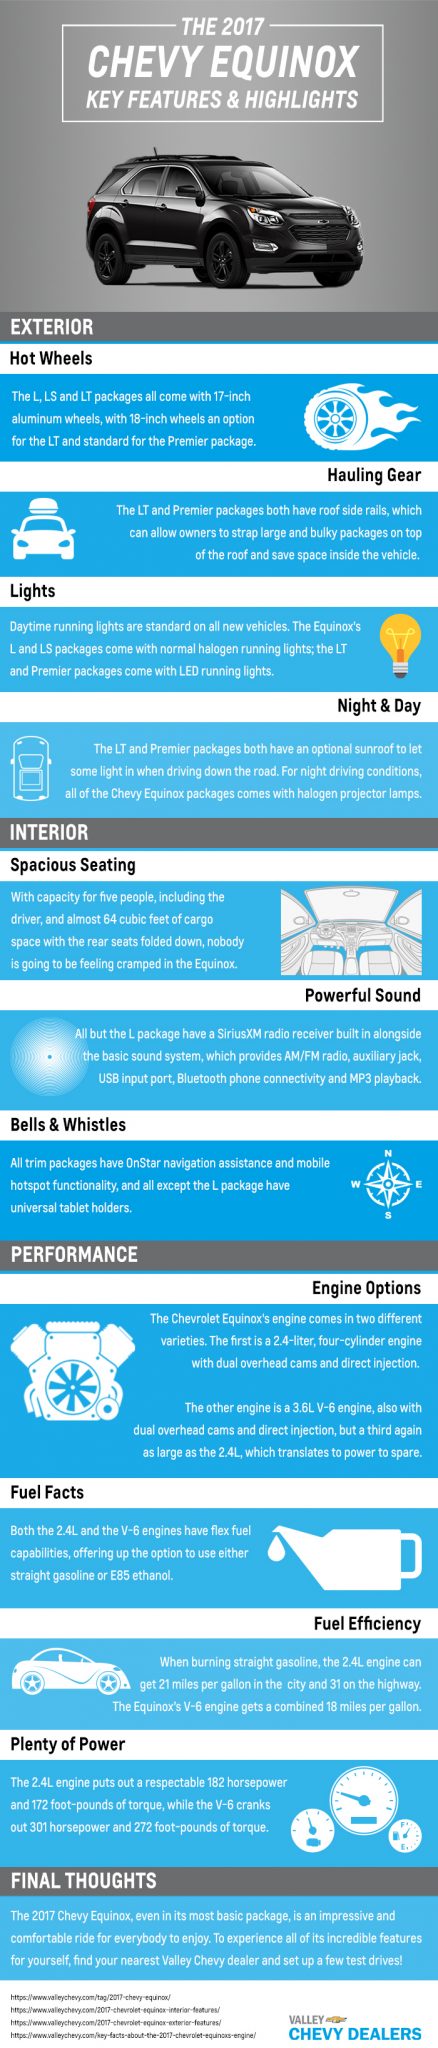 THE 2017
CHEVY EQUINOX
KEY FEATURES & HIGHLIGHTS
EXTERIOR
Hot Wheels
The L, LS and LT packages all come with 17-inch
aluminum wheels, with 18-inch wheels an option
for the LT and standard for the Premier package.
Hauling Gear
The LT and Premier packages both have roof side rails, which
can allow owners to strap large and bulky packages on top
of the roof and save space inside the vehicle.
Lights
Daytime running lights are standard on all new vehicles. The Equinox's
L and LS packages come with normal halogen running lights; the LT
and Premier packages come with LED running lights.
Night & Day
The LT and Premier packages both have an optional sunroof to let
some light in when driving down the road. For night driving conditions,
all of the Chevy Equinox packages comes with halogen projector lamps.
INTERIOR
Spacious Seating
With capacity for five people, including the
driver, and almost 64 cubic feet of cargo
space with the rear seats folded down, nobody
is going to be feeling cramped in the Equinox.
Powerful Sound
All but the L package have a SiriusXM radio receiver built in alongside
the basic sound system, which provides AM/FM radio, auxiliary jack,
USB input port, Bluetooth phone connectivity and MP3 playback.
Bells & Whistles
All trim packages have OnStar navigation assistance and mobile
hotspot functionality, and all except the L package have
universal tablet holders.
N
W E
S
PERFORMANCE
Engine Options
The Chevrolet Equinox's engine comes in two different
varieties. The first is a 2.4-liter, four-cylinder engine
with dual overhead cams and direct injection.
The other engine is a 3.6L V-6 engine, also with
dual overhead cams and direct injection, but a third again
as large as the 2.4L, which translates to power to spare.
Fuel Facts
Both the 2.4L and the V-6 engines have flex fuel
capabilities, offering up the option to use either
straight gasoline or E85 ethanol.
Fuel Efficiency
When burning straight gasoline, the 2.4L engine can
get 21 miles per gallon in the city and 31 on the highway.
The Equinox's V-6 engine gets a combined 18 miles per gallon.
Plenty of Power
The 2.4L engine puts out a respectable 182 horsepower
and 172 foot-pounds of torque, while the V-6 cranks
out 301 horsepower and 272 foot-pounds of torque.
F
E
FINAL THOUGHTS
The 2017 Chevy Equinox, even in its most basic package, is an impressive and
comfortable ride for everybody to enjoy. To experience all of its incredible features
for yourself, find your nearest Valley Chevy dealer and set up a few test drives!
https://www.valleychevy.com/tag/2017-chevy-equinox/
https://www.valleychevy.com/2017-chevrolet-equinox-interior-features/
https://www.valleychevy.com/2017-chevrolet-equinox-exterior-features/
https://www.valleychevy.com/key-facts-about-the-2017-chevrolet-equinoxs-engine/
VALLEY
CHEVY DEALERS